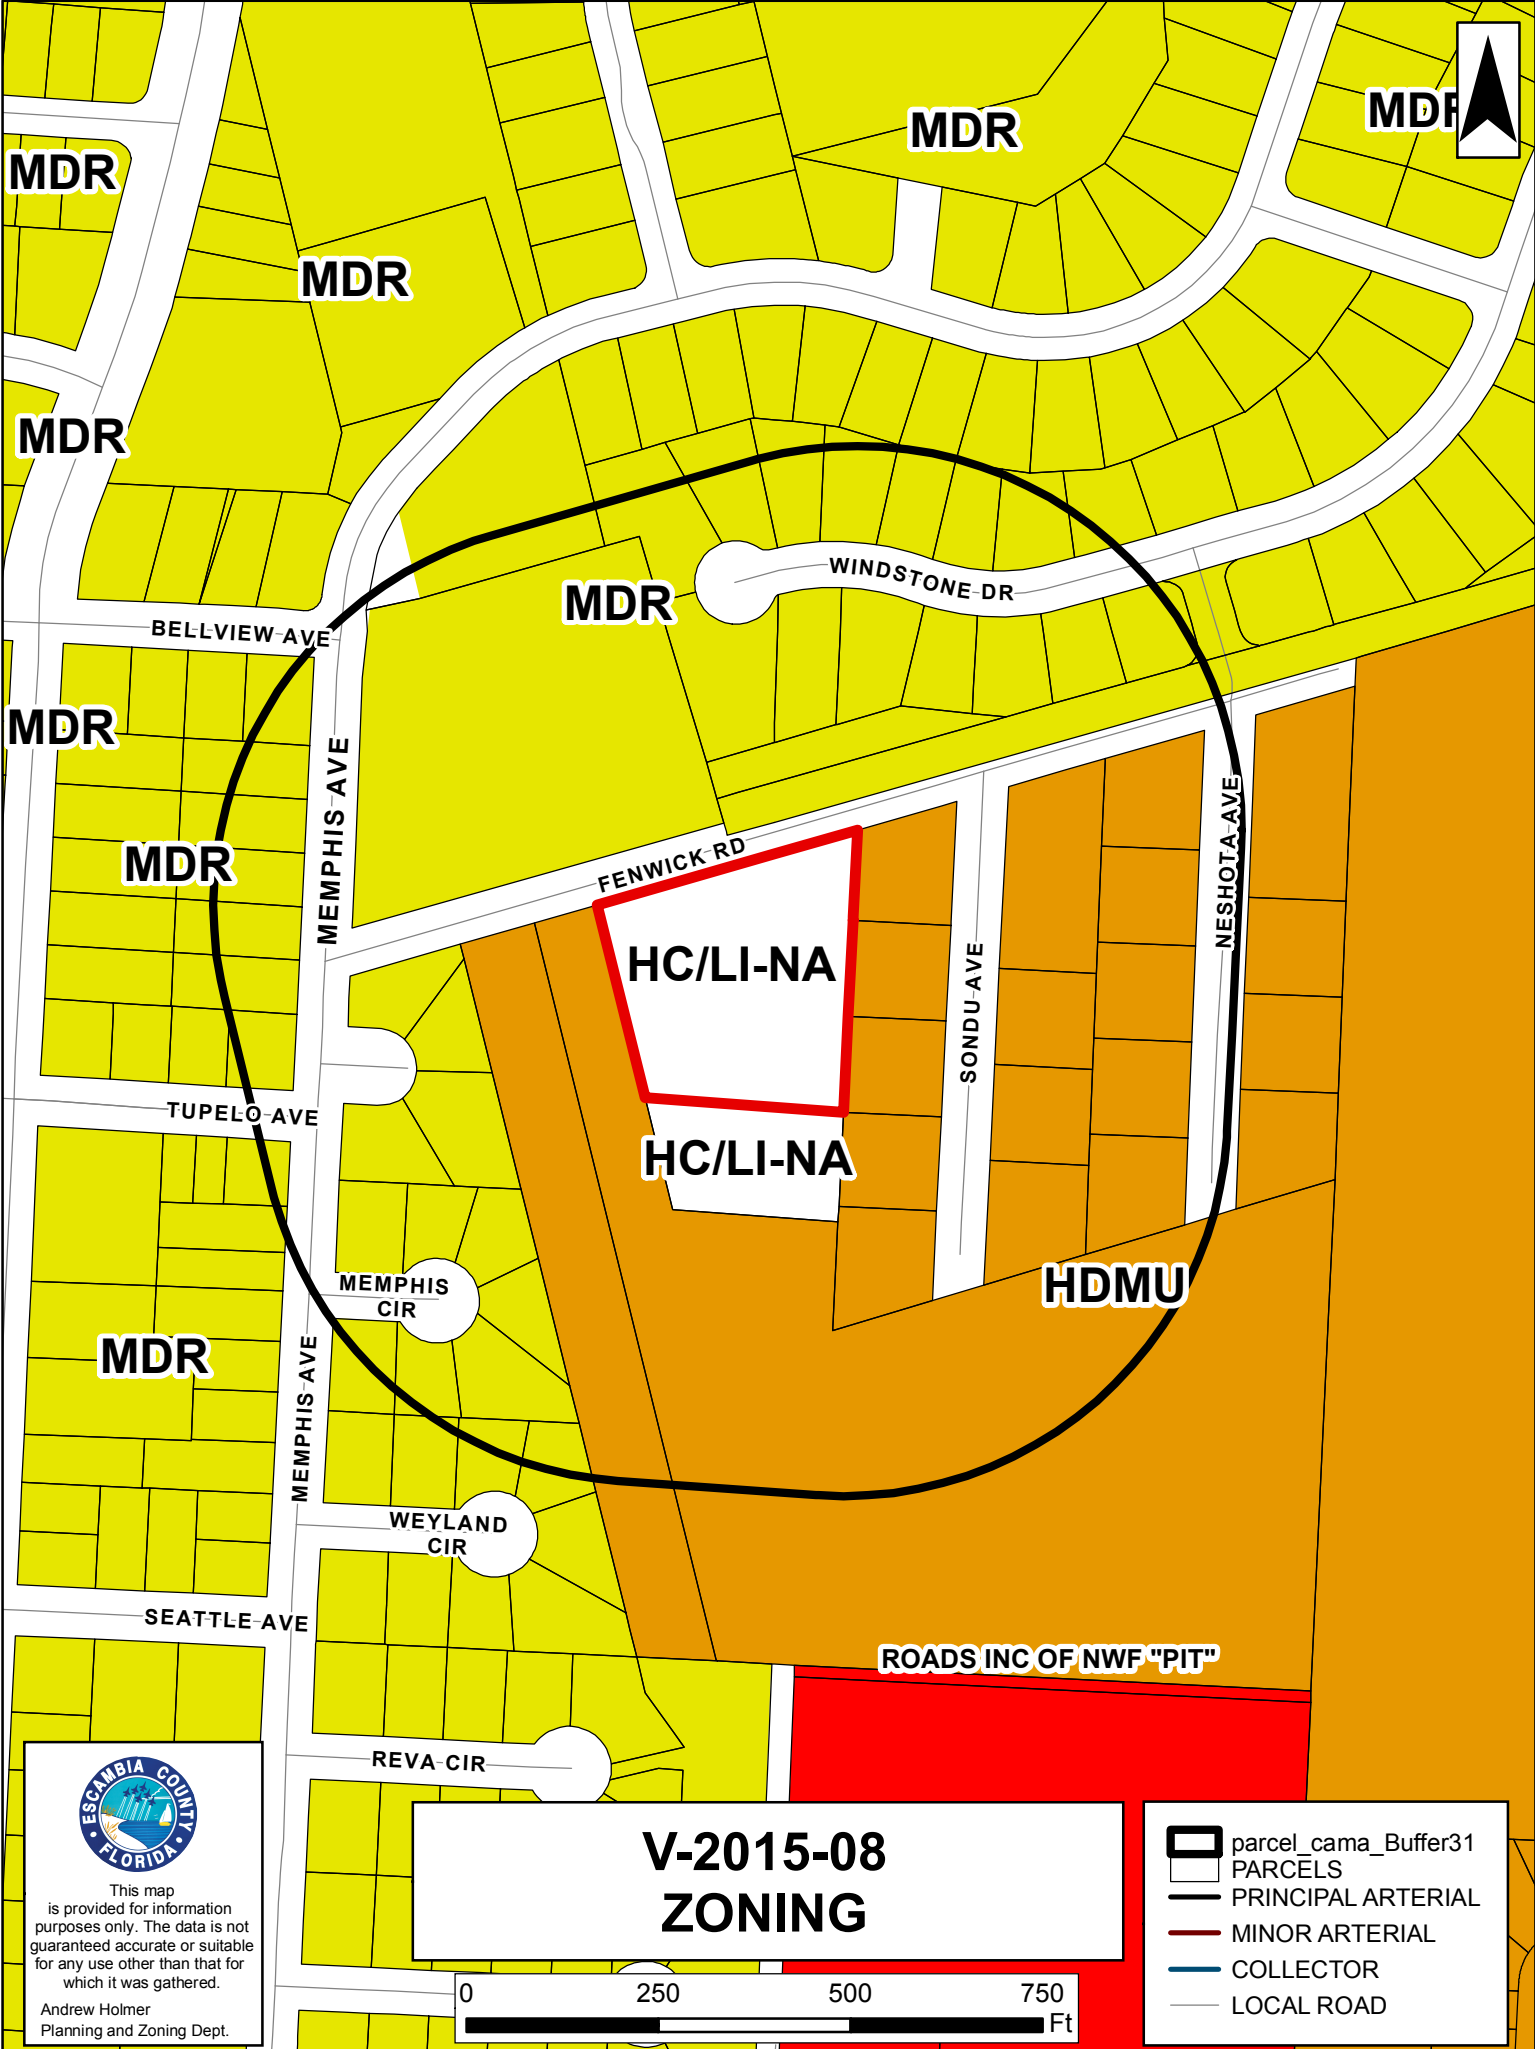 MDR
MDR
MDR
MDR
MDR
MDR
BELLVIEW AVE
WINDSTONE DR
MDR
MDR
MEMPHIS AVE
MDR
FENWICK RD
NESHOTA AVE
HC/LI-NA
SONDU AVE
TUPELO AVE
HC/LI-NA
MEMPHIS
CIR
HDMU
MDR
MEMPHIS AVE
WEYLAND
CIR
SEATTLE AVE
ROADS INC OF NWF "PIT"
REVA CIR
ESCAMBIA COUNTY
FLORIDA
This map
is provided for information
purposes only. The data is not
guaranteed accurate or suitable
for any use other than that for
which it was gathered.
Andrew Holmer
Planning and Zoning Dept.
V-2015-08
ZONING
0 250 500 750
Ft
parcel_cama_Buffer31
PARCELS
PRINCIPAL ARTERIAL
MINOR ARTERIAL
COLLECTOR
LOCAL ROAD